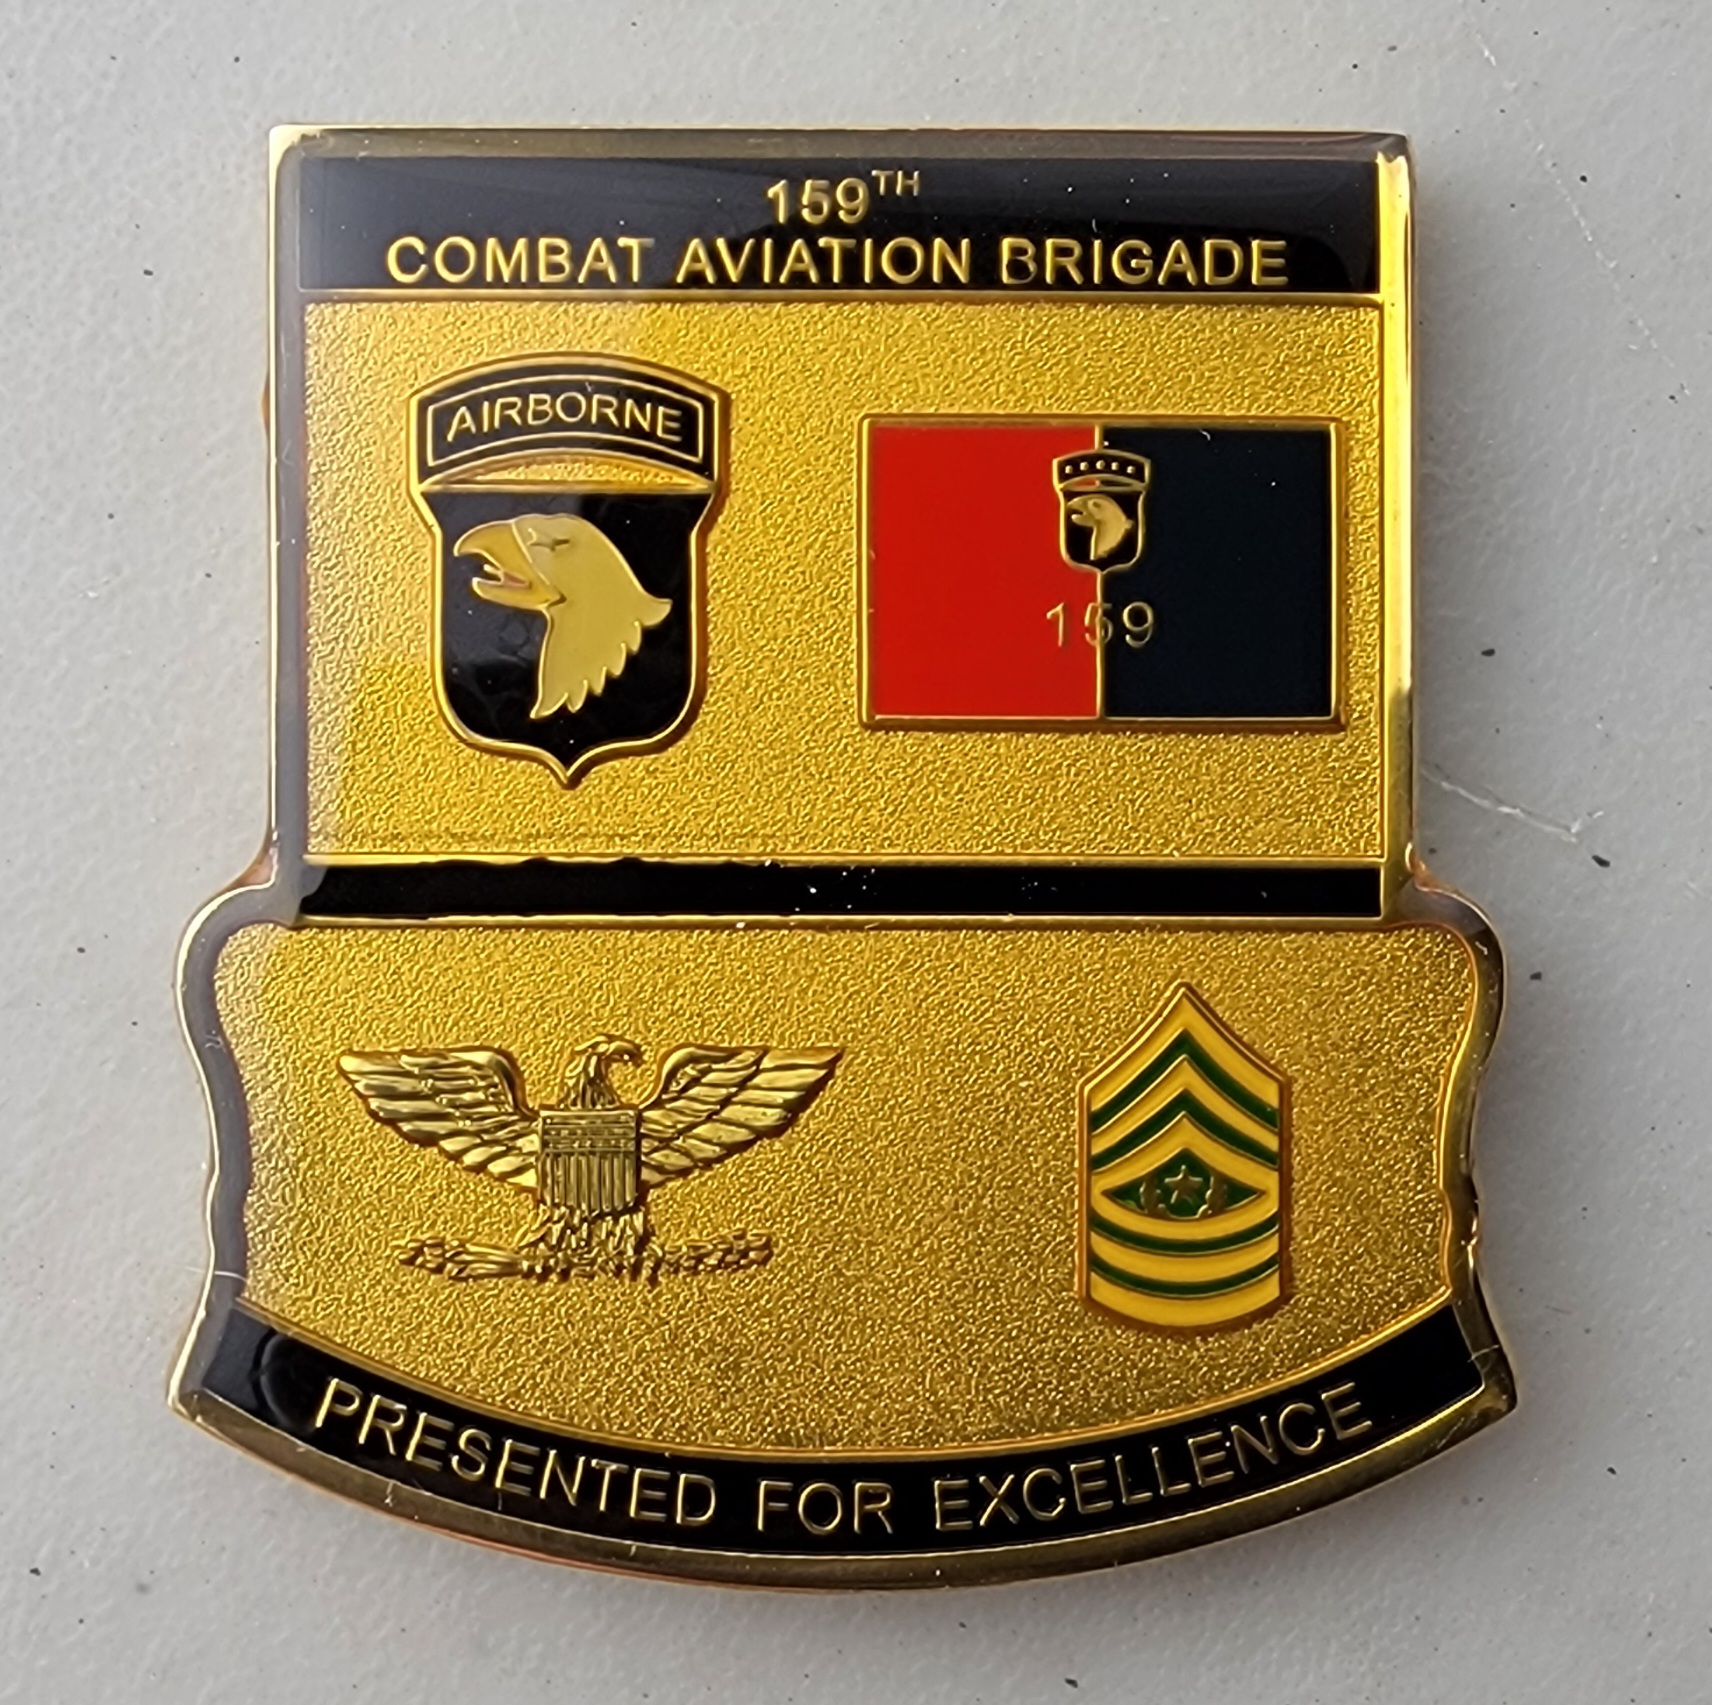 159TH
COMBAT AVIATION BRIGADE
AIRBORNE
159
PRESENTED FOR EXCELLENCE